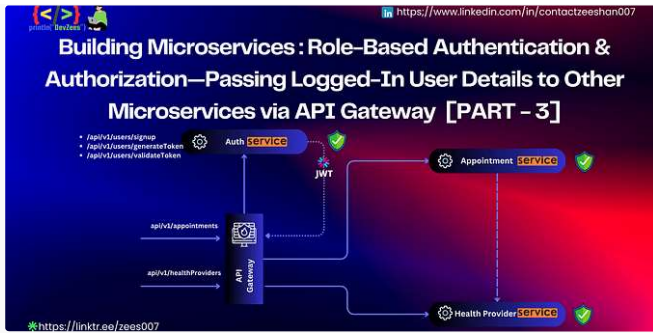 {</>}
println("DevZees")
in https://www.linkedin.com/in/contactzeeshan007
Building Microservices : Role-Based Authentication &
Authorization—Passing Logged-In User Details to Other
Microservices via API Gateway [PART - 3]
• /api/v1/users/signup
• /api/v1/users/generateToken
• /api/v1/users/validateToken
Auth service
JWT
Appointment service
api/v1/appointments
api/v1/healthProviders
API
Gateway
Health Provider service
https://linktr.ee/zees007